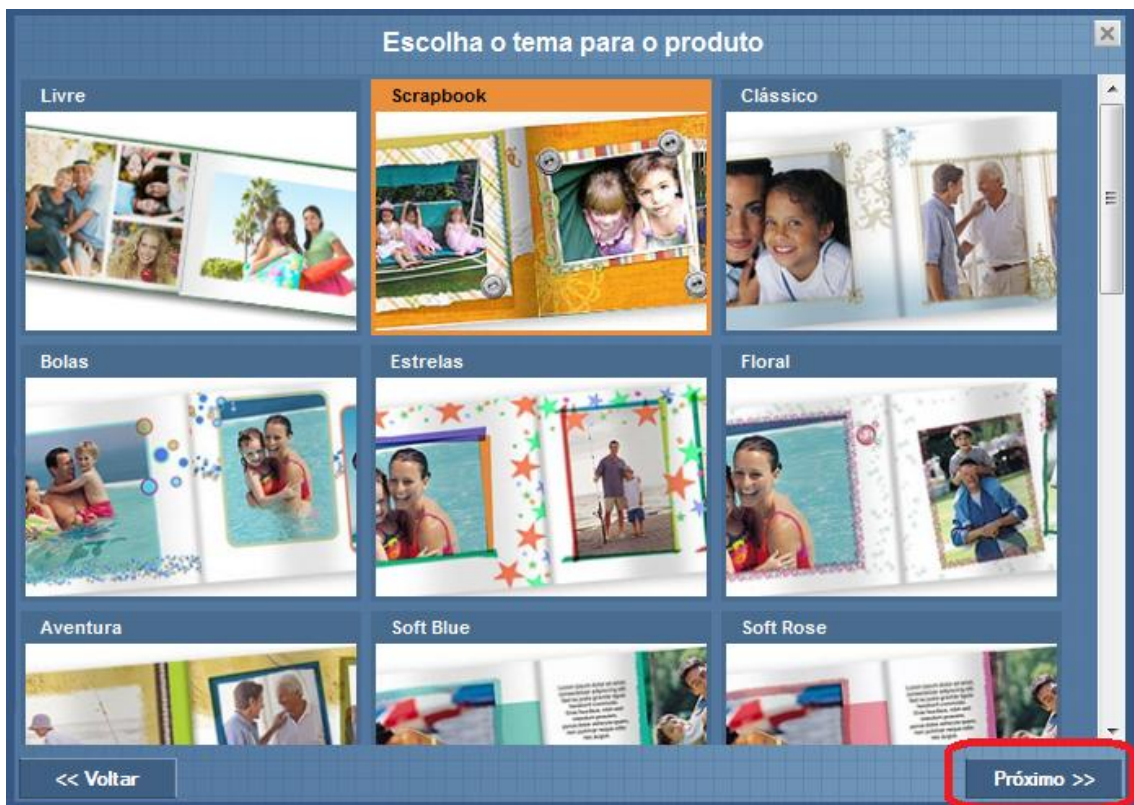 Escolha o tema para o produto
Livre
Scrapbook
Clássico
Bolas
Estrelas
Floral
Aventura
Soft Blue
Soft Rose
<< Voltar
Próximo >>